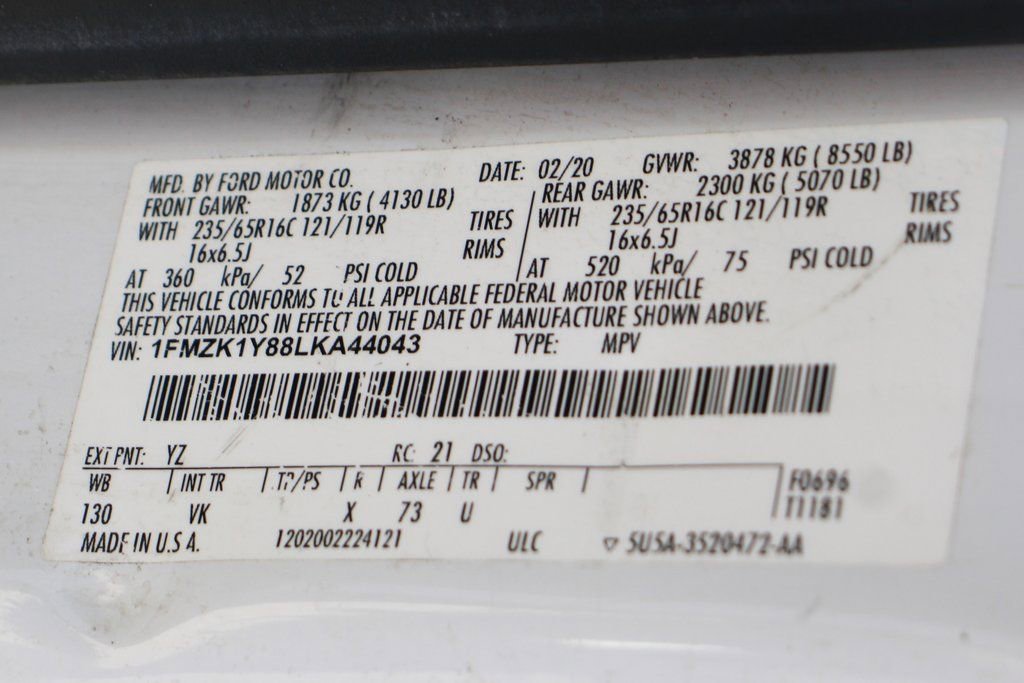 MFD. BY FORD MOTOR CO. DATE: 02/20 GVWR: 3878 KG ( 8550 LB)
FRONT GAWR: 1873 KG ( 4130 LB) REAR GAWR: 2300 KG ( 5070 LB)
WITH 235/65R16C 121/119R TIRES WITH 235/65R16C 121/119R TIRES
16x6.5J RIMS 16x6.5J RIMS
AT 360 kPa/ 52 PSI COLD AT 520 kPa/ 75 PSI COLD
THIS VEHICLE CONFORMS TO ALL APPLICABLE FEDERAL MOTOR VEHICLE
SAFETY STANDARDS IN EFFECT ON THE DATE OF MANUFACTURE SHOWN ABOVE.
VIN: 1FMZK1Y88LKA44043 TYPE: MPV
EXT PNT: YZ RC: 21 DSO:
WB INT TR TP/PS R AXLE TR SPR F0696
130 VK X 73 U T1181
MADE IN U.S.A. 1202002224121 ULC ▽ 5U5A-3520472-AA